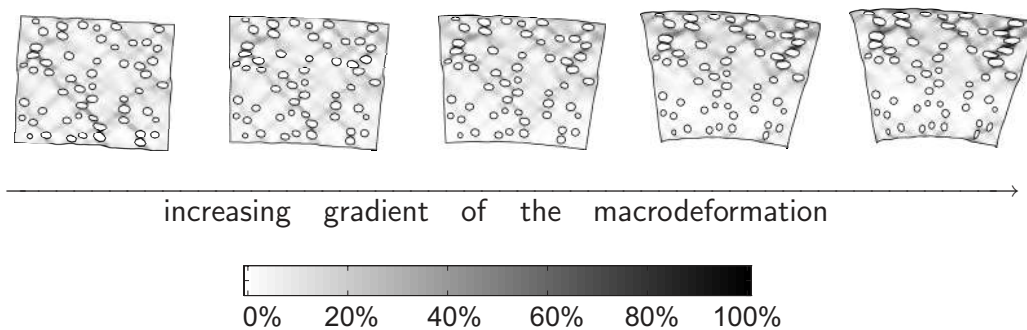 increasing gradient of the macrodeformation
0% 20% 40% 60% 80% 100%